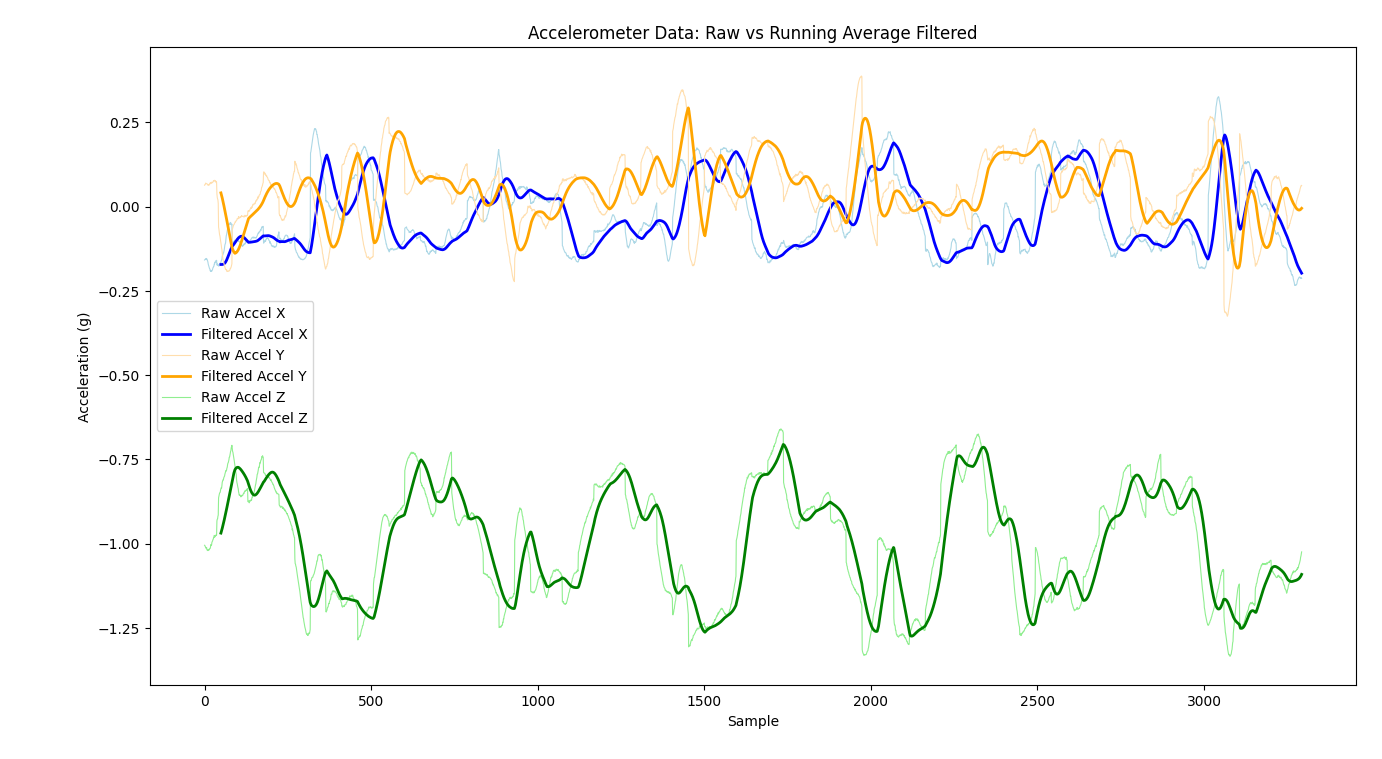 Accelerometer Data: Raw vs Running Average Filtered
0.25
0.00
−0.25
−0.50
−0.75
−1.00
−1.25
Acceleration (g)
Raw Accel X
Filtered Accel X
Raw Accel Y
Filtered Accel Y
Raw Accel Z
Filtered Accel Z
0 500 1000 1500 2000 2500 3000
Sample